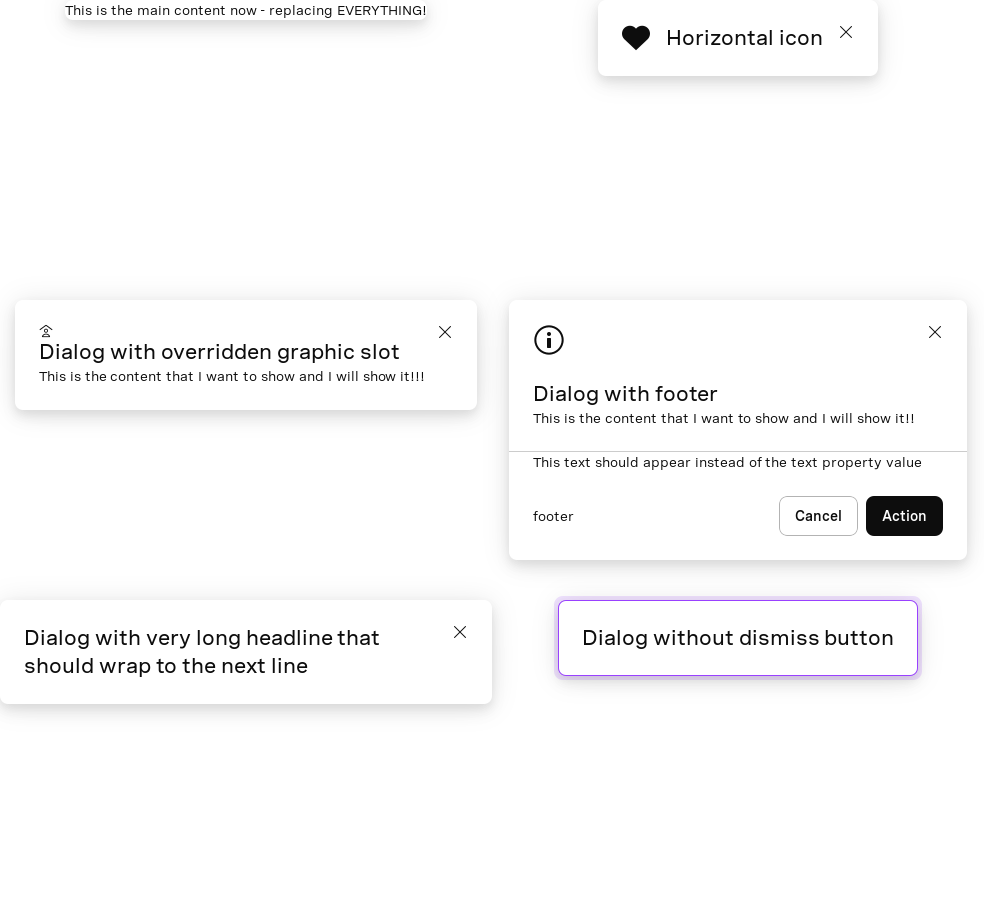 This is the main content now - replacing EVERYTHING!
Horizontal icon
Dialog with overridden graphic slot
This is the content that I want to show and I will show it!!!
Dialog with footer
This is the content that I want to show and I will show it!!
This text should appear instead of the text property value
footer
Cancel
Action
Dialog with very long headline that
should wrap to the next line
Dialog without dismiss button